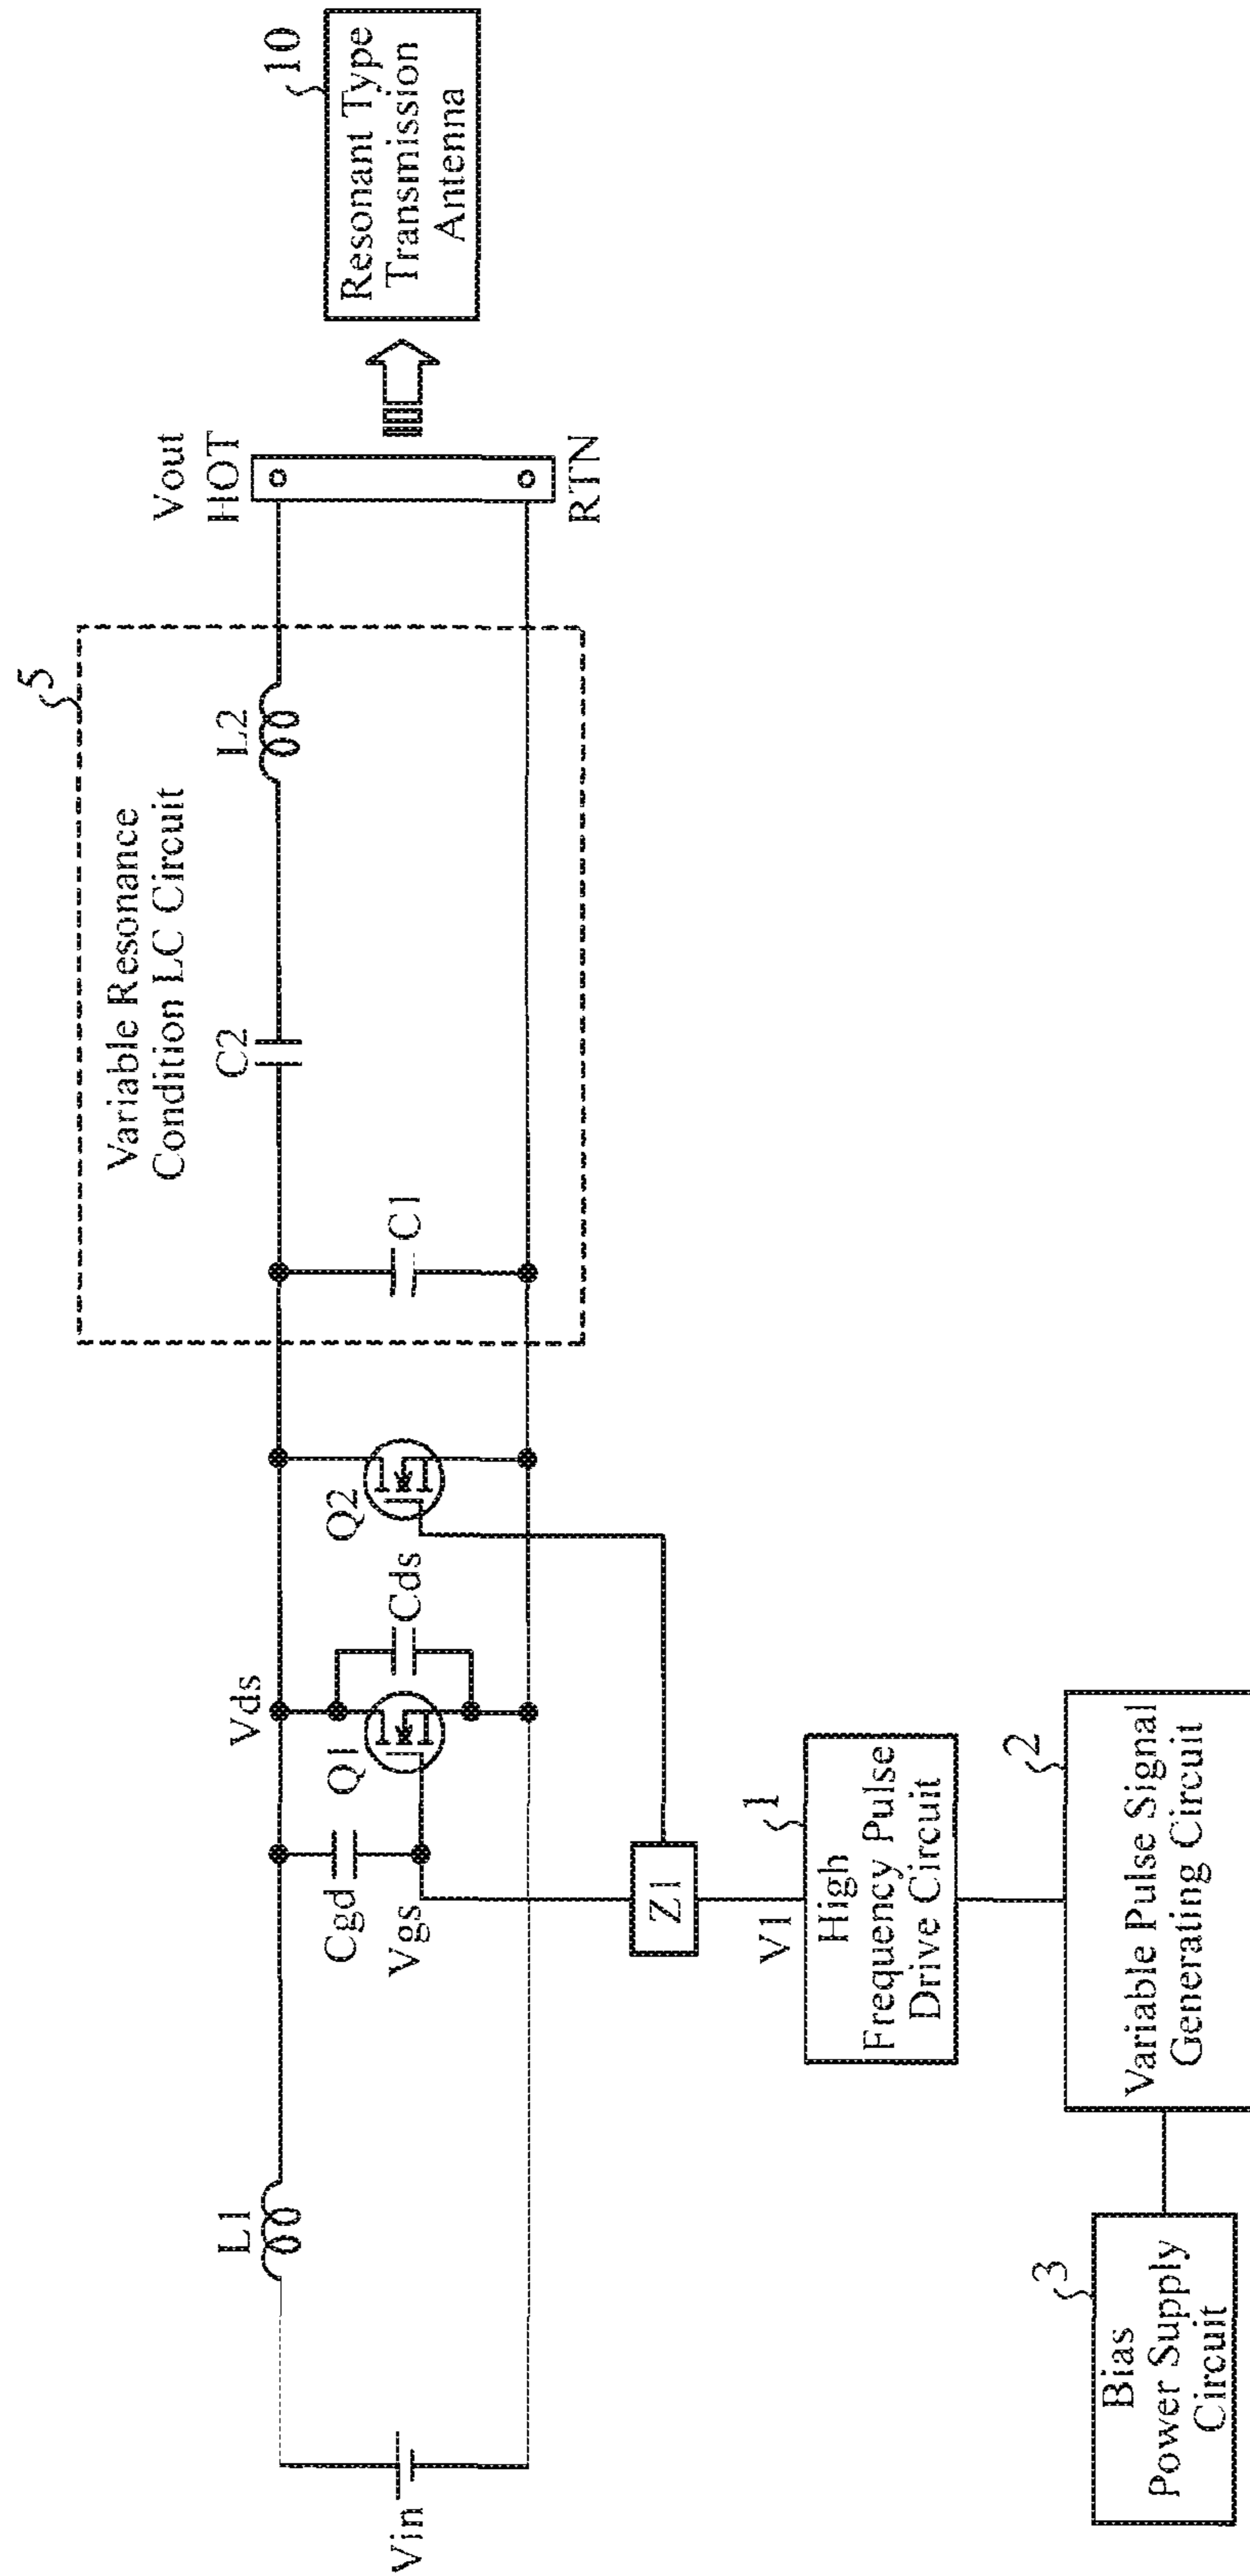 Vin
L1
Cgd
Vgs
Vds
Q1
Cds
Q2
5
Variable Resonance
Condition LC Circuit
C1
C2
L2
Vout
HOT
RTN
10
Resonant Type
Transmission
Antenna
Z1
V1
1
High
Frequency Pulse
Drive Circuit
2
Variable Pulse Signal
Generating Circuit
3
Bias
Power Supply
Circuit